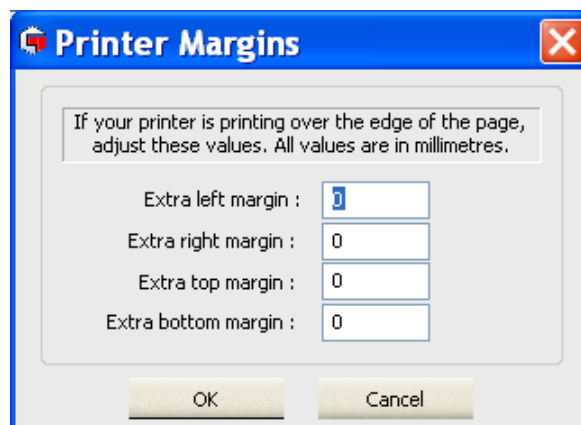 Printer Margins
If your printer is printing over the edge of the page,
adjust these values. All values are in millimetres.
Extra left margin : 0
Extra right margin : 0
Extra top margin : 0
Extra bottom margin : 0
OK Cancel